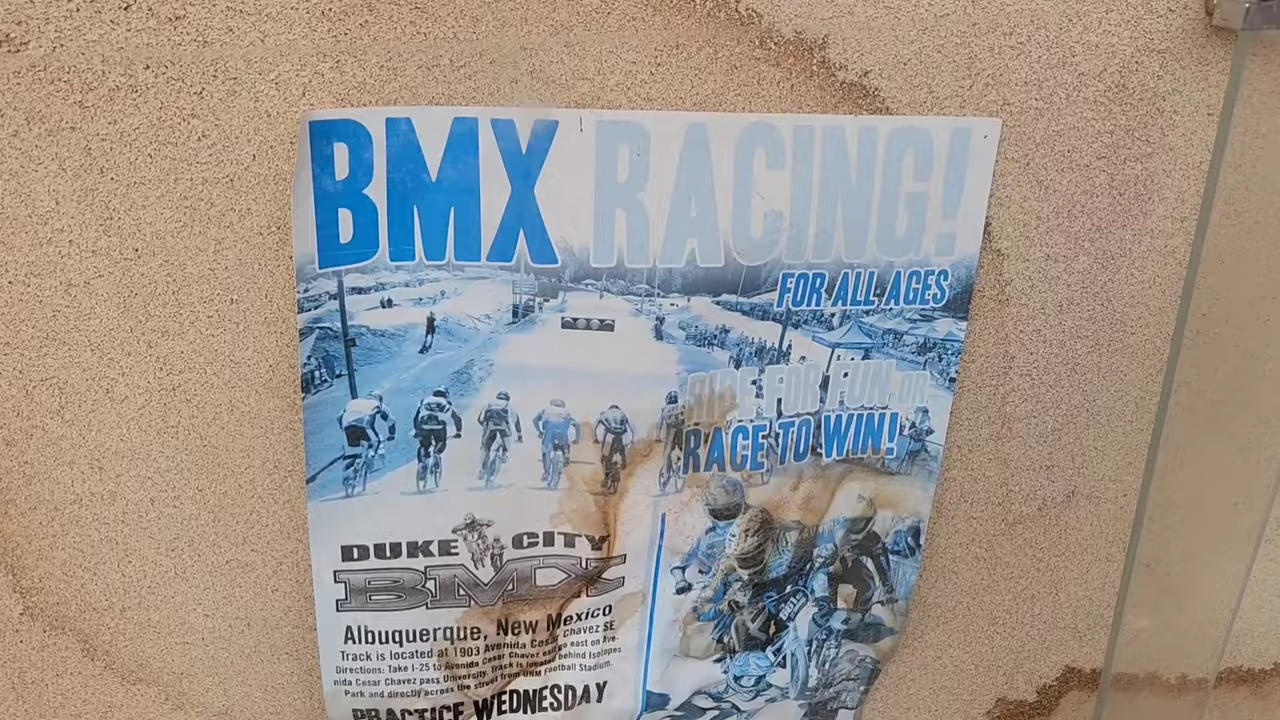 BMX RACING!
FOR ALL AGES
RIDE FOR FUN OR
RACE TO WIN!
DUKE CITY
BMX
Albuquerque, New Mexico
Track is located at 1903 Avenida Cesar Chavez SE
Directions: Take I-25 to Avenida Cesar Chavez exit go east on Ave-
nida Cesar Chavez pass University. Track is located behind Isotopes
Park and directly across the street from UNM Football Stadium.
PRACTICE WEDNESDAY